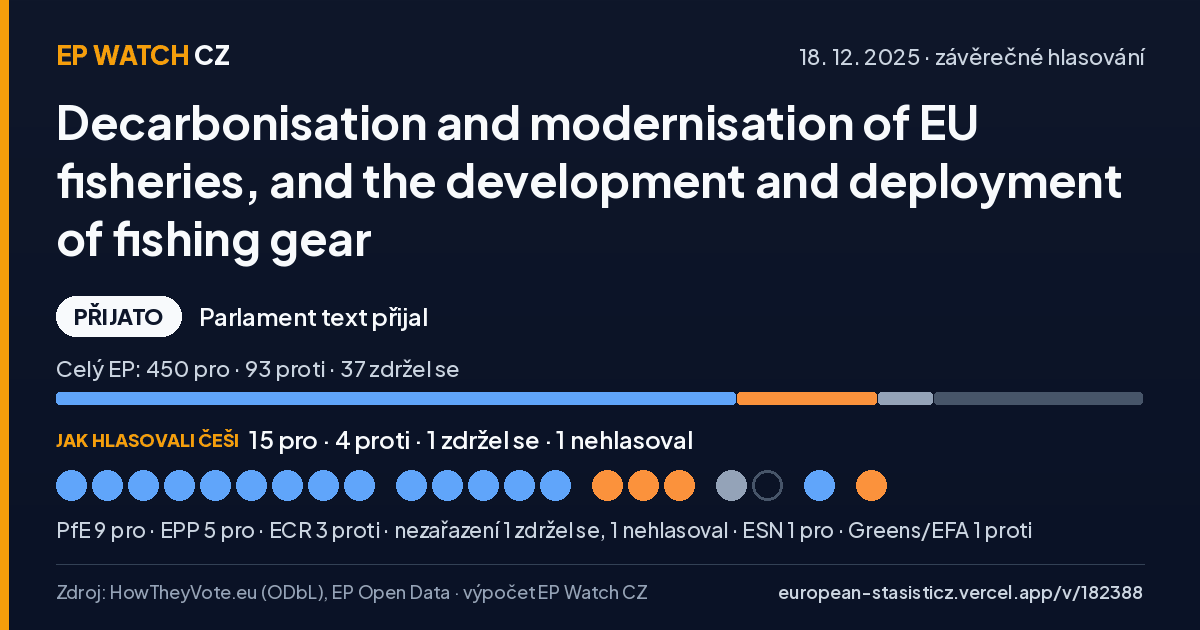 EP WATCH CZ
18. 12. 2025 · závěrečné hlasování
Decarbonisation and modernisation of EU
fisheries, and the development and deployment
of fishing gear
PŘIJATO Parlament text přijal
Celý EP: 450 pro · 93 proti · 37 zdržel se
JAK HLASOVALI ČEŠI 15 pro · 4 proti · 1 zdržel se · 1 nehlasoval
PfE 9 pro · EPP 5 pro · ECR 3 proti · nezařazení 1 zdržel se, 1 nehlasoval · ESN 1 pro · Greens/EFA 1 proti
Zdroj: HowTheyVote.eu (ODbL), EP Open Data · výpočet EP Watch CZ
european-stasisticz.vercel.app/v/182388